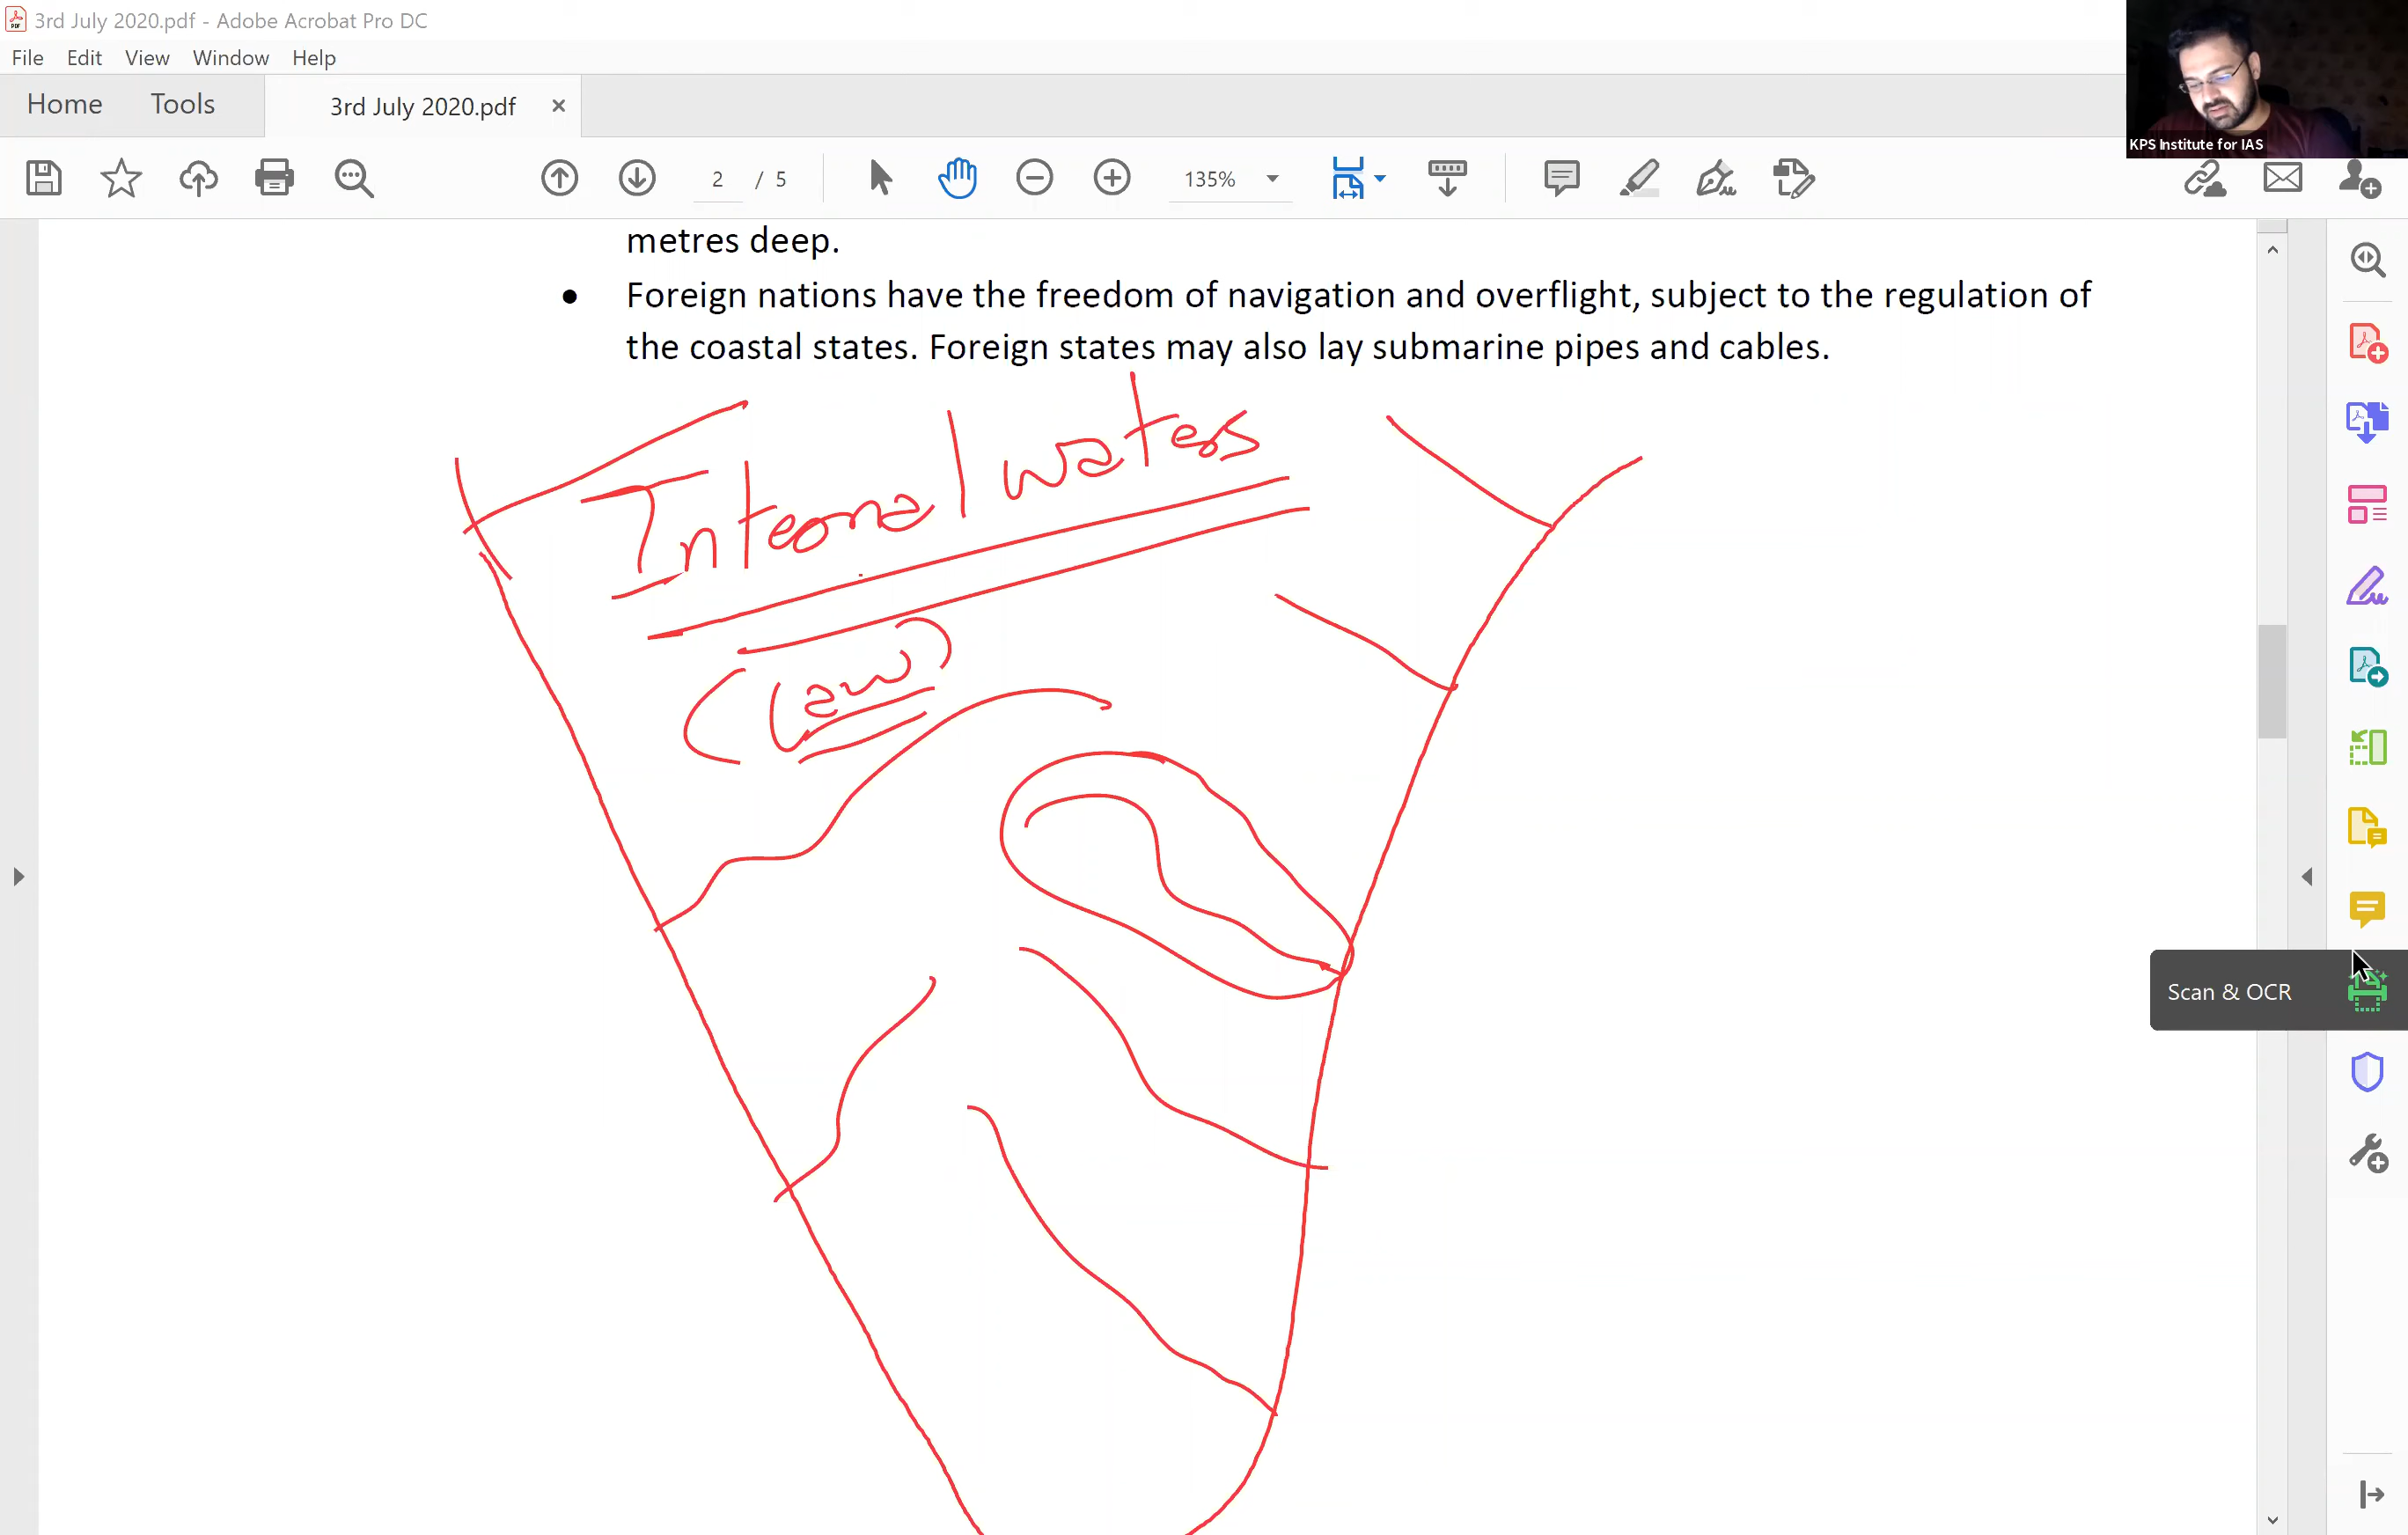 3rd July 2020.pdf - Adobe Acrobat Pro DC
File Edit View Window Help
Home Tools 3rd July 2020.pdf ×
KPS Institute for IAS
2 / 5 135%
metres deep.
• Foreign nations have the freedom of navigation and overflight, subject to the regulation of
the coastal states. Foreign states may also lay submarine pipes and cables.
Internal waters
(Law)
Scan & OCR